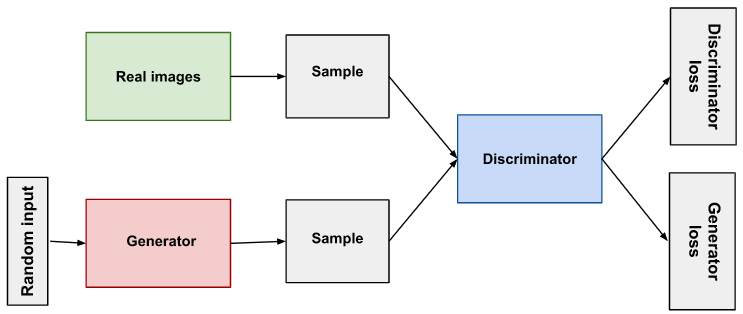 Real images
Sample
Discriminator
loss
Discriminator
Random input
Generator
Sample
Generator
loss